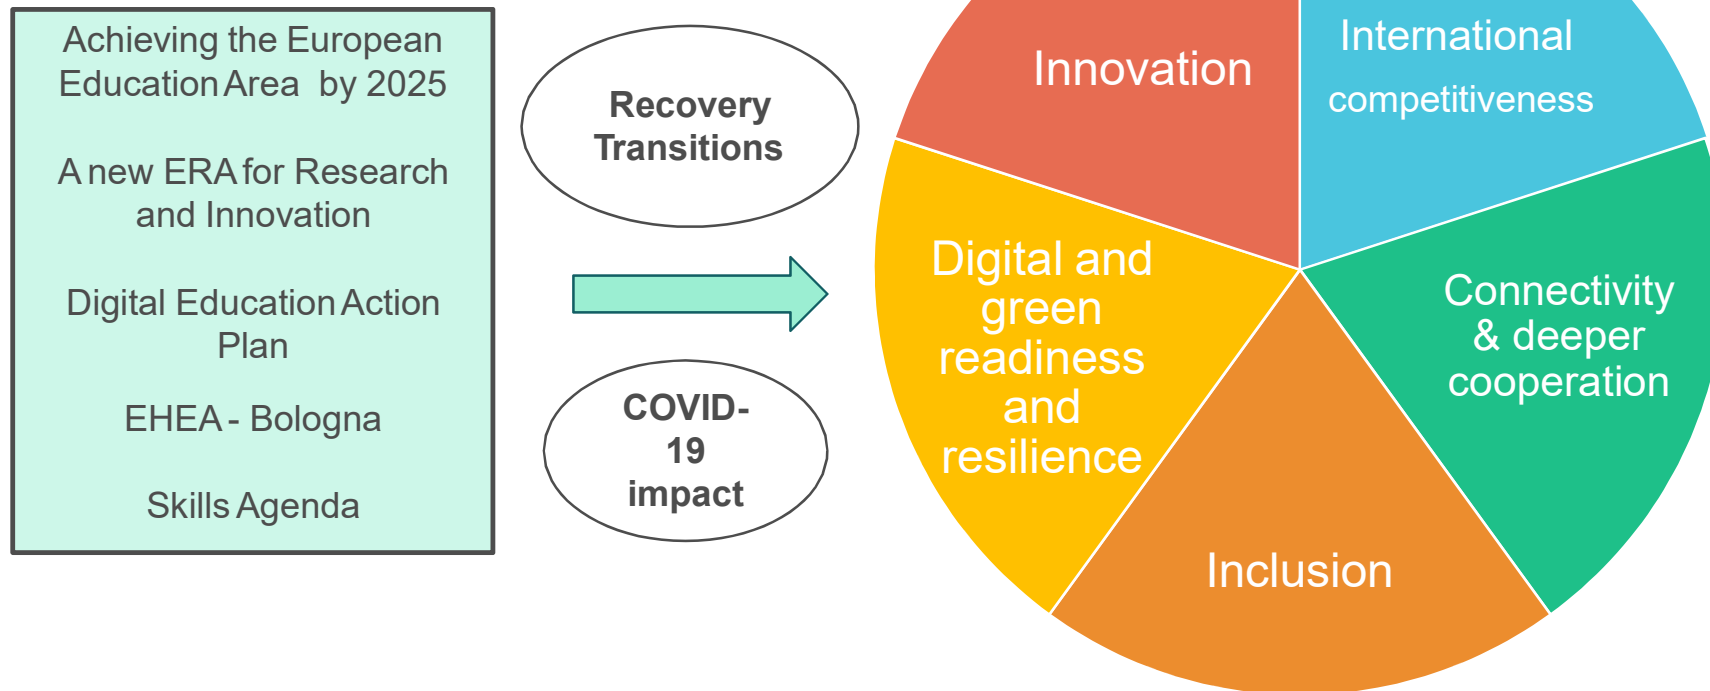 Achieving the European
Education Area by 2025
A new ERA for Research
and Innovation
Digital Education Action
Plan
EHEA - Bologna
Skills Agenda
Recovery
Transitions
COVID-
19
impact
Innovation
International
competitiveness
Digital and
green
readiness
and
resilience
Connectivity
& deeper
cooperation
Inclusion